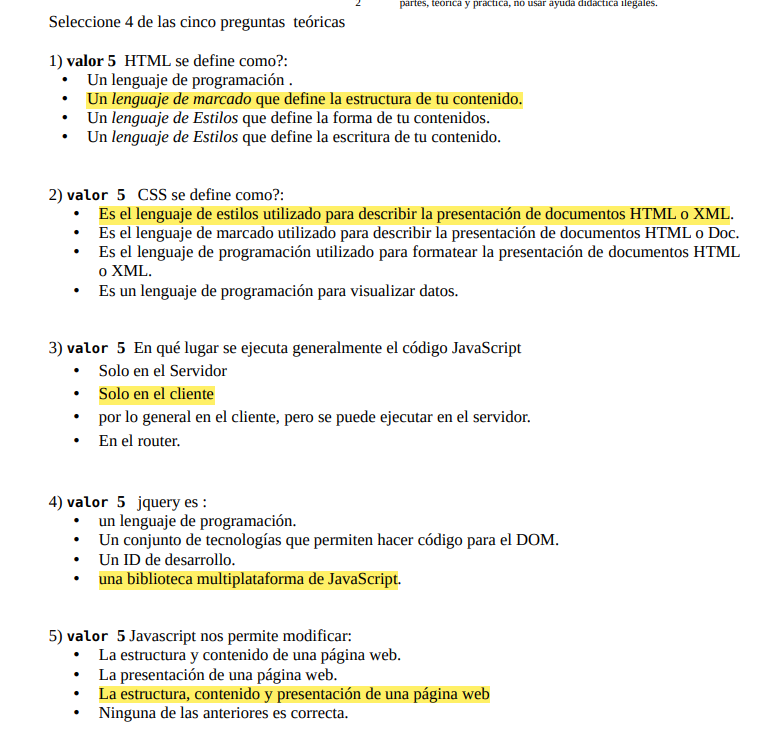 2 partes, teórica y práctica, no usar ayuda didáctica ilegales.
Seleccione 4 de las cinco preguntas teóricas
1) valor 5 HTML se define como?:
• Un lenguaje de programación .
• Un lenguaje de marcado que define la estructura de tu contenido.
• Un lenguaje de Estilos que define la forma de tu contenidos.
• Un lenguaje de Estilos que define la escritura de tu contenido.
2) valor 5 CSS se define como?:
• Es el lenguaje de estilos utilizado para describir la presentación de documentos HTML o XML.
• Es el lenguaje de marcado utilizado para describir la presentación de documentos HTML o Doc.
• Es el lenguaje de programación utilizado para formatear la presentación de documentos HTML
o XML.
• Es un lenguaje de programación para visualizar datos.
3) valor 5 En qué lugar se ejecuta generalmente el código JavaScript
• Solo en el Servidor
• Solo en el cliente
• por lo general en el cliente, pero se puede ejecutar en el servidor.
• En el router.
4) valor 5 jquery es :
• un lenguaje de programación.
• Un conjunto de tecnologías que permiten hacer código para el DOM.
• Un ID de desarrollo.
• una biblioteca multiplataforma de JavaScript.
5) valor 5 Javascript nos permite modificar:
• La estructura y contenido de una página web.
• La presentación de una página web.
• La estructura, contenido y presentación de una página web
• Ninguna de las anteriores es correcta.